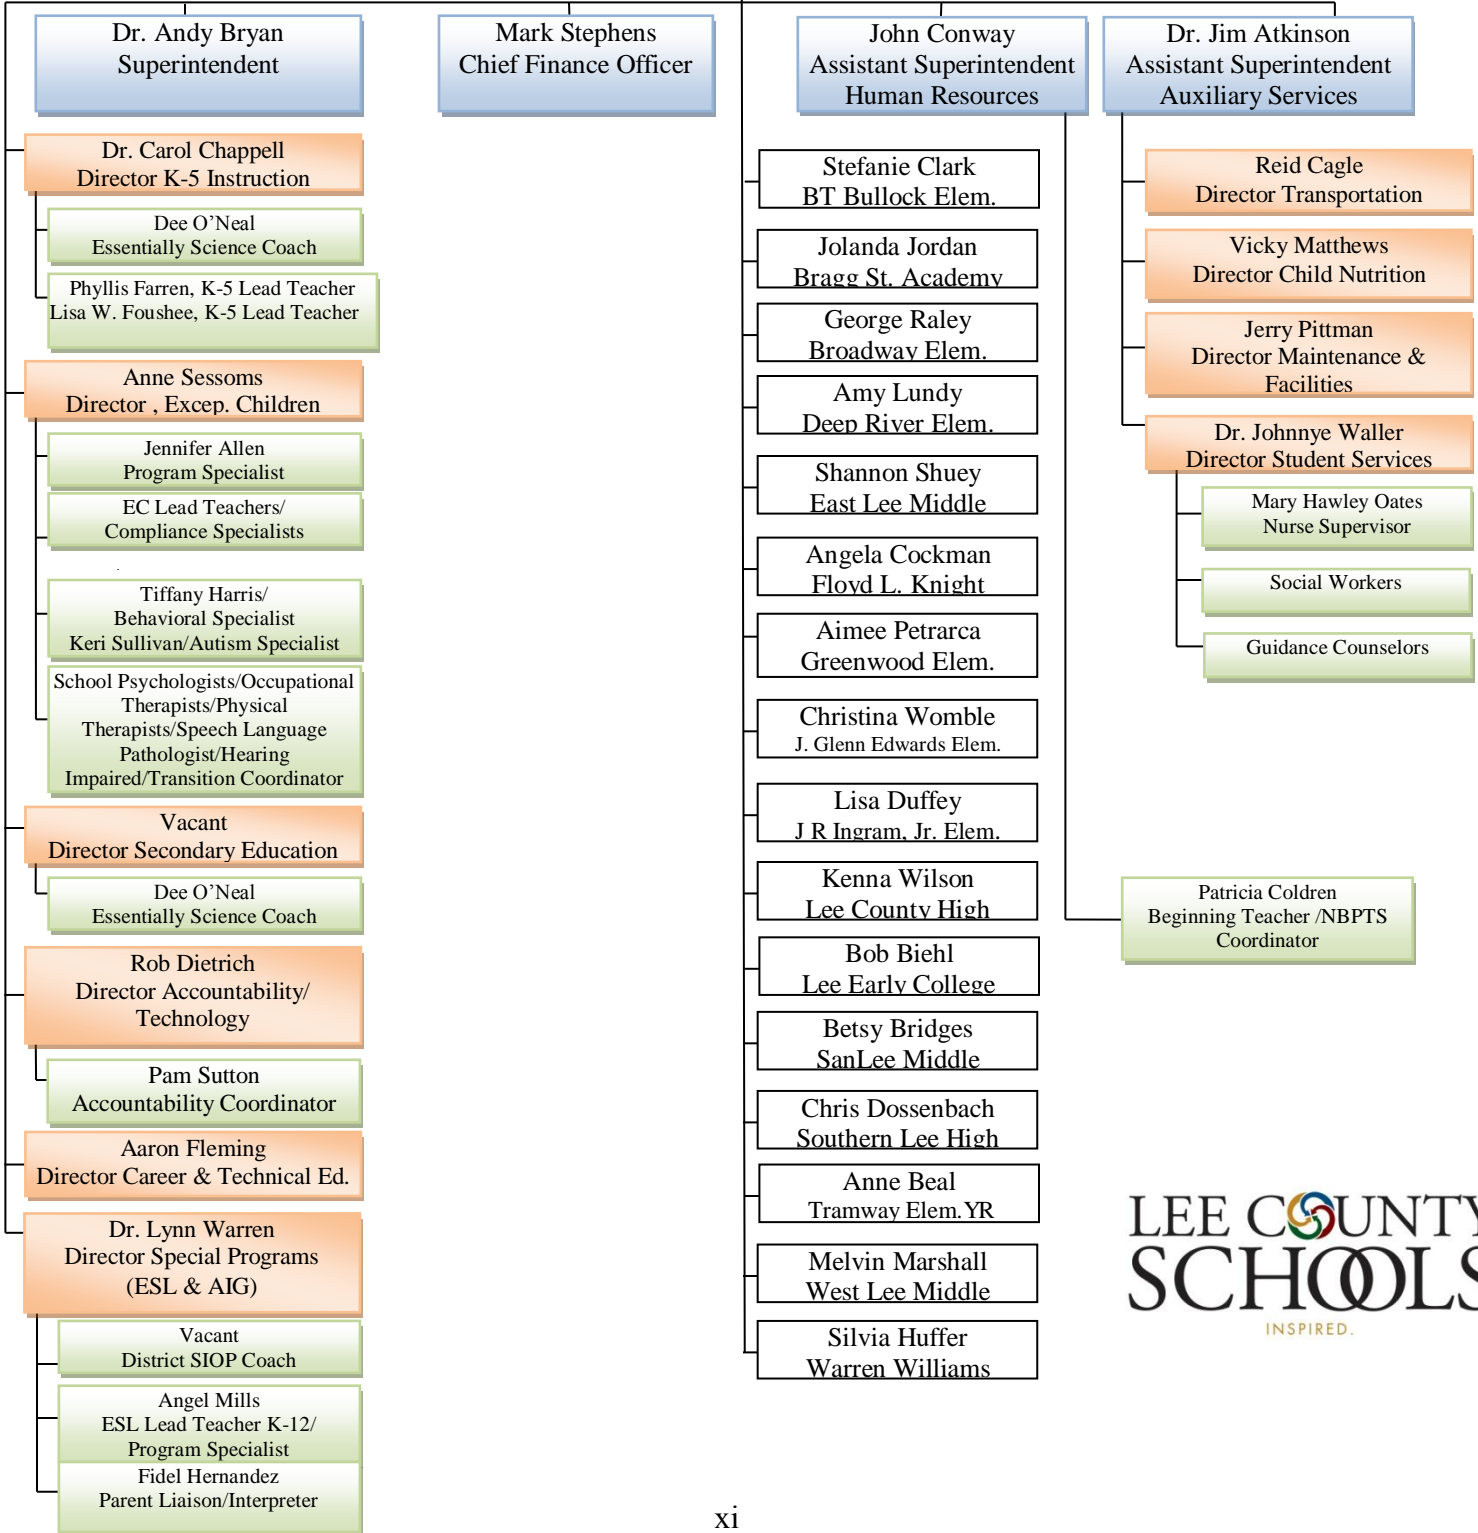 Dr. Andy Bryan
Superintendent
Mark Stephens
Chief Finance Officer
John Conway
Assistant Superintendent
Human Resources
Dr. Jim Atkinson
Assistant Superintendent
Auxiliary Services
Dr. Carol Chappell
Director K-5 Instruction
Dee O’Neal
Essentially Science Coach
Phyllis Farren, K-5 Lead Teacher
Lisa W. Foushee, K-5 Lead Teacher
Anne Sessoms
Director , Excep. Children
Jennifer Allen
Program Specialist
EC Lead Teachers/
Compliance Specialists
.
Tiffany Harris/
Behavioral Specialist
Keri Sullivan/Autism Specialist
School Psychologists/Occupational
Therapists/Physical
Therapists/Speech Language
Pathologist/Hearing
Impaired/Transition Coordinator
Vacant
Director Secondary Education
Dee O’Neal
Essentially Science Coach
Rob Dietrich
Director Accountability/
Technology
Pam Sutton
Accountability Coordinator
Aaron Fleming
Director Career & Technical Ed.
Dr. Lynn Warren
Director Special Programs
(ESL & AIG)
Vacant
District SIOP Coach
Angel Mills
ESL Lead Teacher K-12/
Program Specialist
Fidel Hernandez
Parent Liaison/Interpreter
Stefanie Clark
BT Bullock Elem.
Jolanda Jordan
Bragg St. Academy
George Raley
Broadway Elem.
Amy Lundy
Deep River Elem.
Shannon Shuey
East Lee Middle
Angela Cockman
Floyd L. Knight
Aimee Petrarca
Greenwood Elem.
Christina Womble
J. Glenn Edwards Elem.
Lisa Duffey
J R Ingram, Jr. Elem.
Kenna Wilson
Lee County High
Bob Biehl
Lee Early College
Betsy Bridges
SanLee Middle
Chris Dossenbach
Southern Lee High
Anne Beal
Tramway Elem.YR
Melvin Marshall
West Lee Middle
Silvia Huffer
Warren Williams
Reid Cagle
Director Transportation
Vicky Matthews
Director Child Nutrition
Jerry Pittman
Director Maintenance &
Facilities
Dr. Johnnye Waller
Director Student Services
Mary Hawley Oates
Nurse Supervisor
Social Workers
Guidance Counselors
Patricia Coldren
Beginning Teacher /NBPTS
Coordinator
LEE COUNTY
SCHOOLS
INSPIRED.
xi